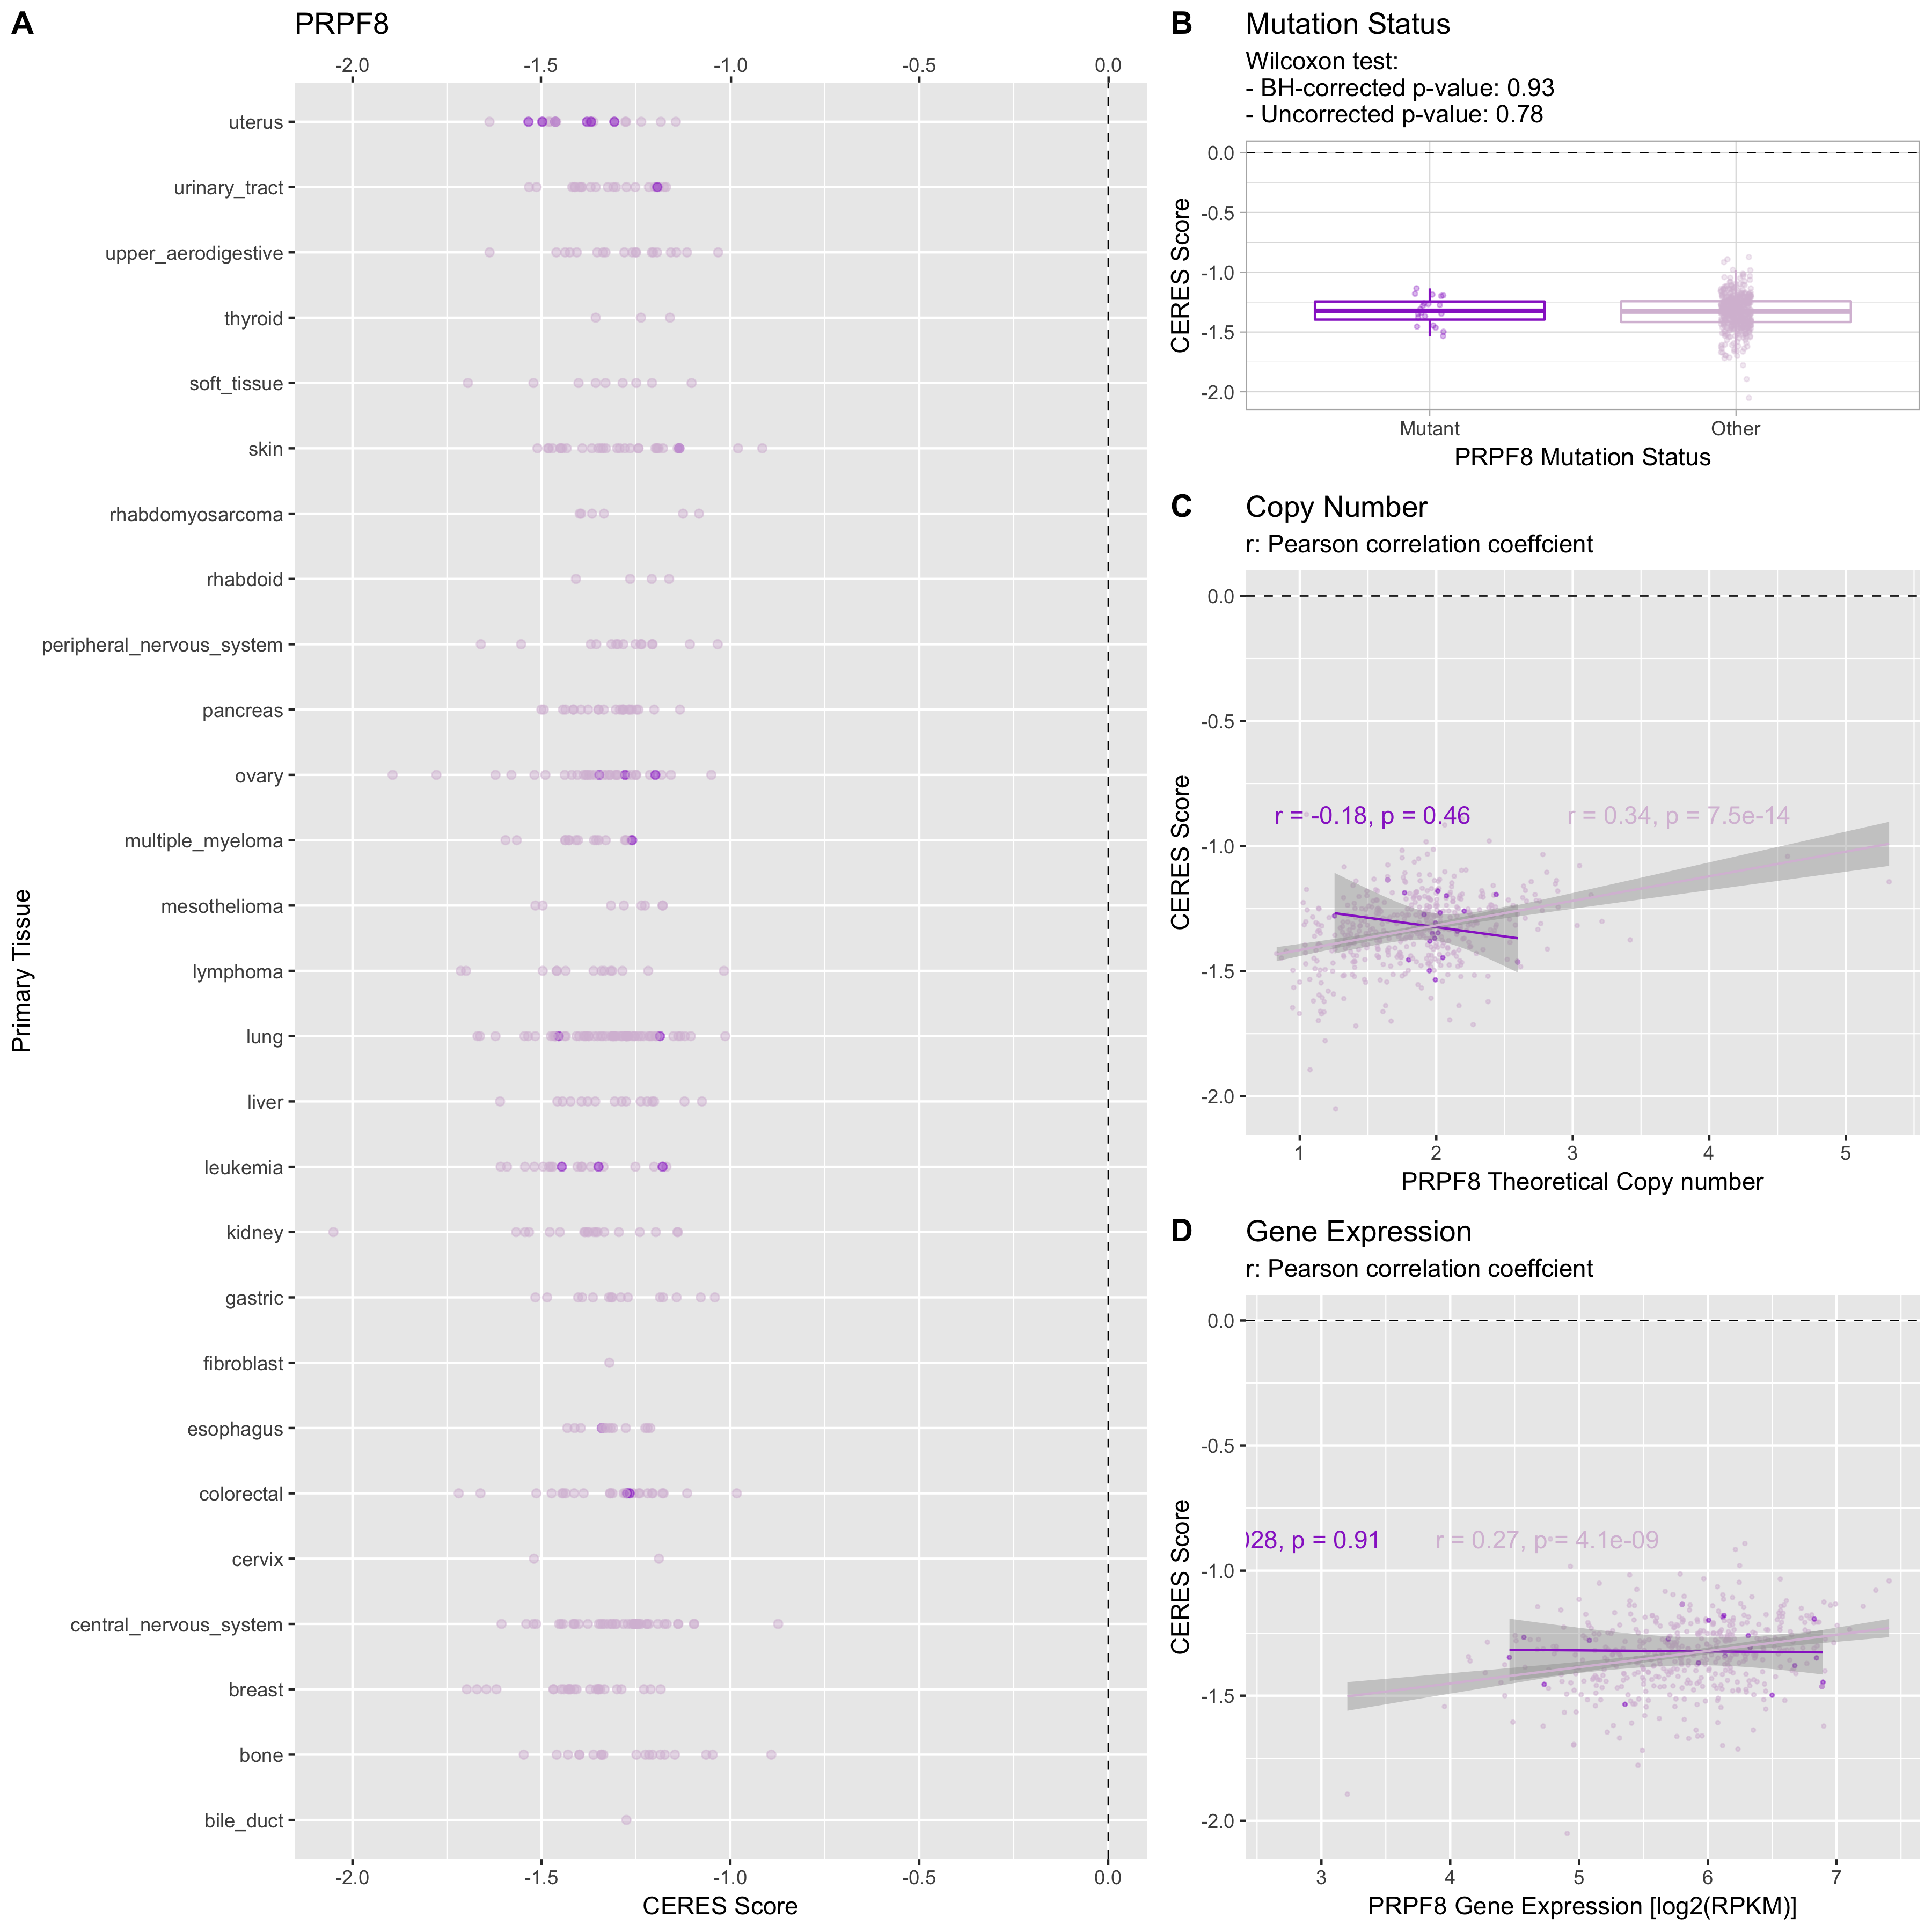 A
PRPF8
-2.0 -1.5 -1.0 -0.5 0.0
Primary Tissue
uterus
urinary_tract
upper_aerodigestive
thyroid
soft_tissue
skin
rhabdomyosarcoma
rhabdoid
peripheral_nervous_system
pancreas
ovary
multiple_myeloma
mesothelioma
lymphoma
lung
liver
leukemia
kidney
gastric
fibroblast
esophagus
colorectal
cervix
central_nervous_system
breast
bone
bile_duct
-2.0 -1.5 -1.0 -0.5 0.0
CERES Score
B
Mutation Status
Wilcoxon test:
- BH-corrected p-value: 0.93
- Uncorrected p-value: 0.78
CERES Score
0.0
-0.5
-1.0
-1.5
-2.0
Mutant Other
PRPF8 Mutation Status
C
Copy Number
r: Pearson correlation coeffcient
CERES Score
0.0
-0.5
-1.0
-1.5
-2.0
r = -0.18, p = 0.46 r = 0.34, p = 7.5e-14
1 2 3 4 5
PRPF8 Theoretical Copy number
D
Gene Expression
r: Pearson correlation coeffcient
CERES Score
0.0
-0.5
-1.0
-1.5
-2.0
28, p = 0.91 r = 0.27, p = 4.1e-09
3 4 5 6 7
PRPF8 Gene Expression [log2(RPKM)]